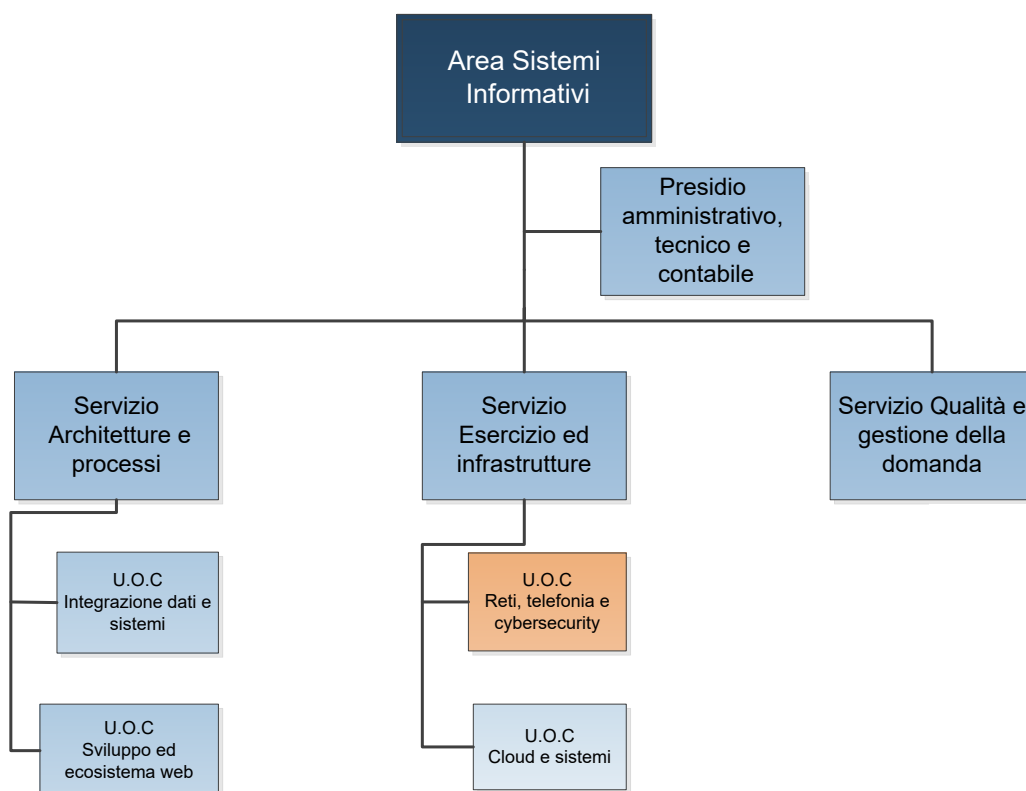 Area Sistemi
Informativi
Presidio
amministrativo,
tecnico e
contabile
Servizio
Architetture e
processi
Servizio
Esercizio ed
infrastrutture
Servizio Qualità e
gestione della
domanda
U.O.C
Integrazione dati e
sistemi
U.O.C
Reti, telefonia e
cybersecurity
U.O.C
Sviluppo ed
ecosistema web
U.O.C
Cloud e sistemi